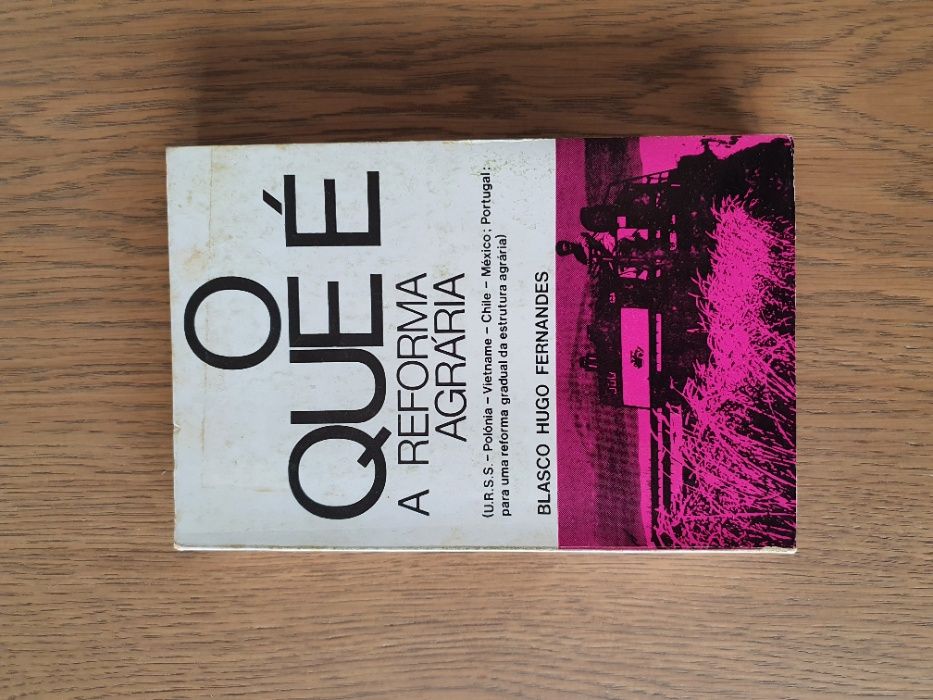 O
QUE É
A REFORMA
AGRÁRIA
(U.R.S.S. – Polónia – Vietname – Chile – México; Portugal:
para uma reforma gradual da estrutura agrária)
BLASCO HUGO FERNANDES